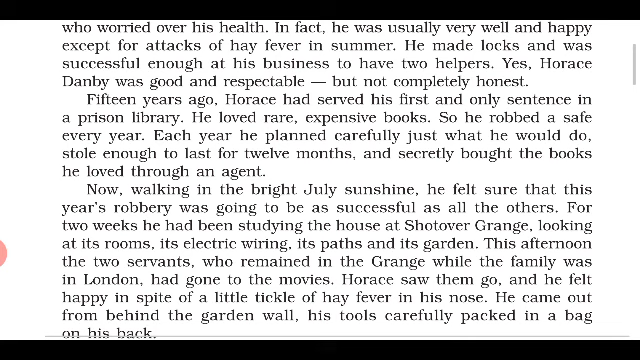 who worried over his health. In fact, he was usually very well and happy
except for attacks of hay fever in summer. He made locks and was
successful enough at his business to have two helpers. Yes, Horace
Danby was good and respectable — but not completely honest.
Fifteen years ago, Horace had served his first and only sentence in
a prison library. He loved rare, expensive books. So he robbed a safe
every year. Each year he planned carefully just what he would do,
stole enough to last for twelve months, and secretly bought the books
he loved through an agent.
Now, walking in the bright July sunshine, he felt sure that this
year's robbery was going to be as successful as all the others. For
two weeks he had been studying the house at Shotover Grange, looking
at its rooms, its electric wiring, its paths and its garden. This afternoon
the two servants, who remained in the Grange while the family was
in London, had gone to the movies. Horace saw them go, and he felt
happy in spite of a little tickle of hay fever in his nose. He came out
from behind the garden wall, his tools carefully packed in a bag
on his back.